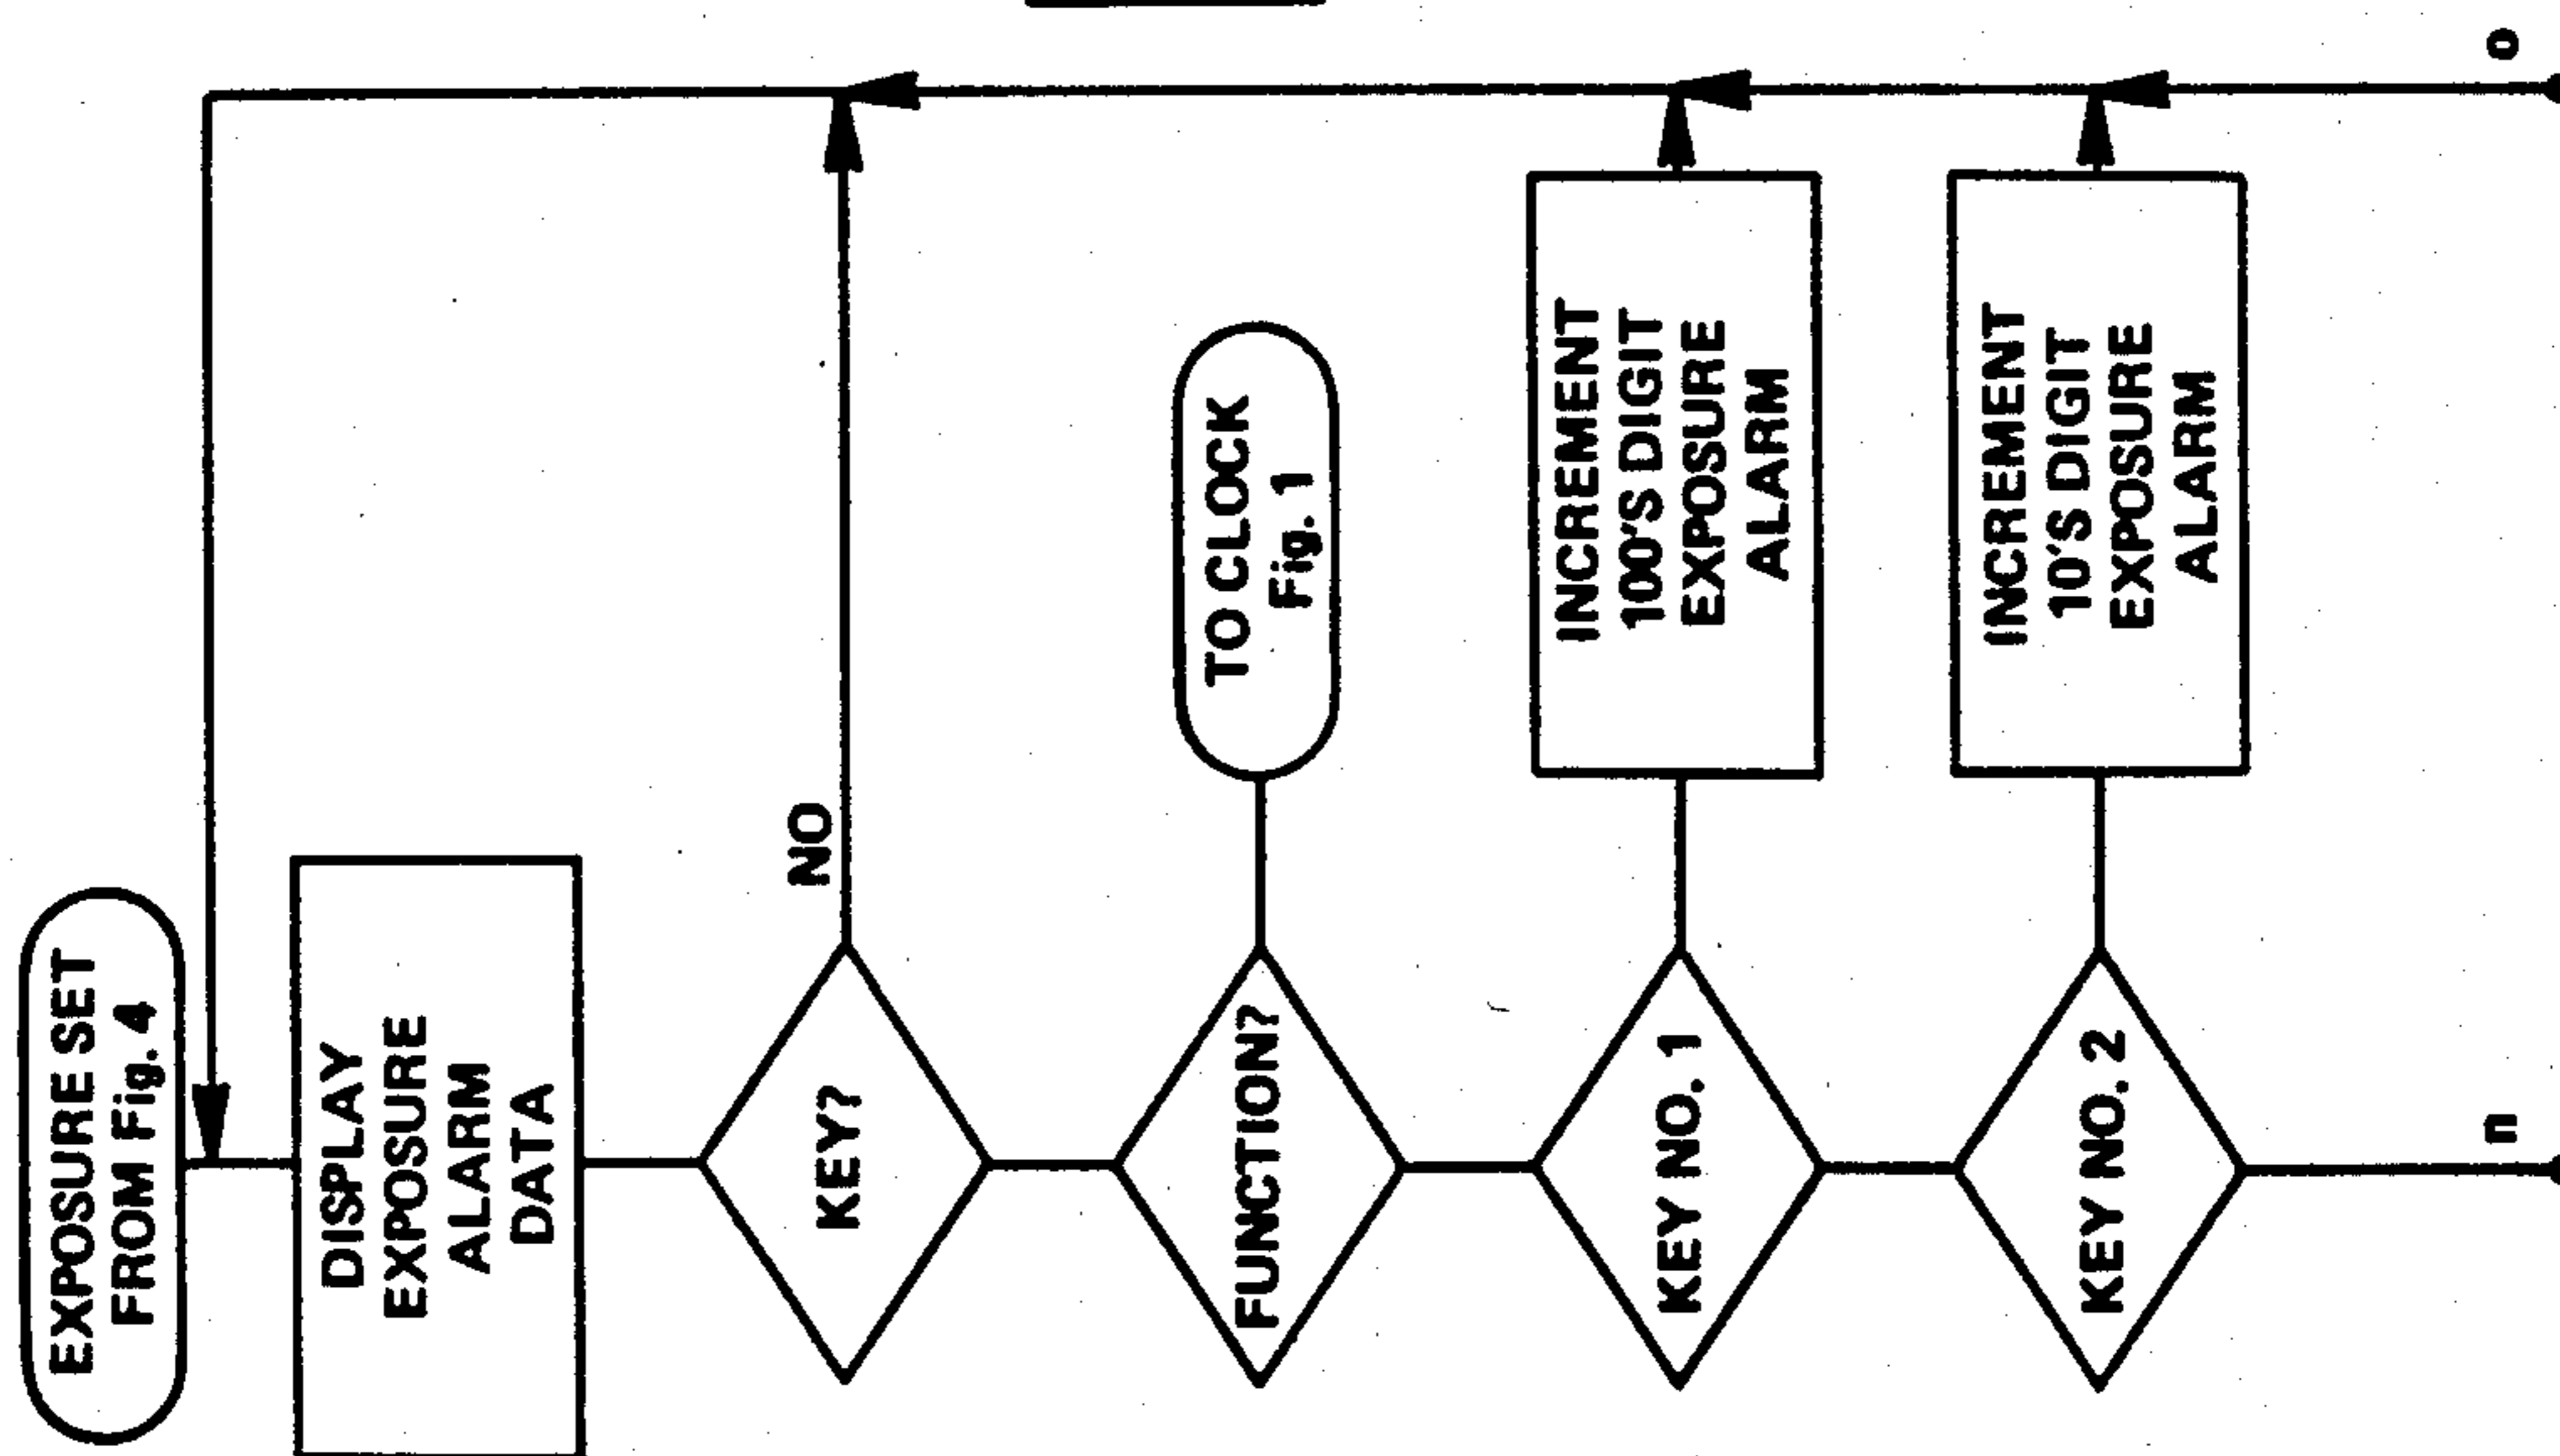 EXPOSURE SET
FROM Fig. 4
DISPLAY
EXPOSURE
ALARM
DATA
KEY?
NO
FUNCTION?
TO CLOCK
Fig. 1
KEY NO. 1
INCREMENT
100'S DIGIT
EXPOSURE
ALARM
KEY NO. 2
INCREMENT
10'S DIGIT
EXPOSURE
ALARM
n
o